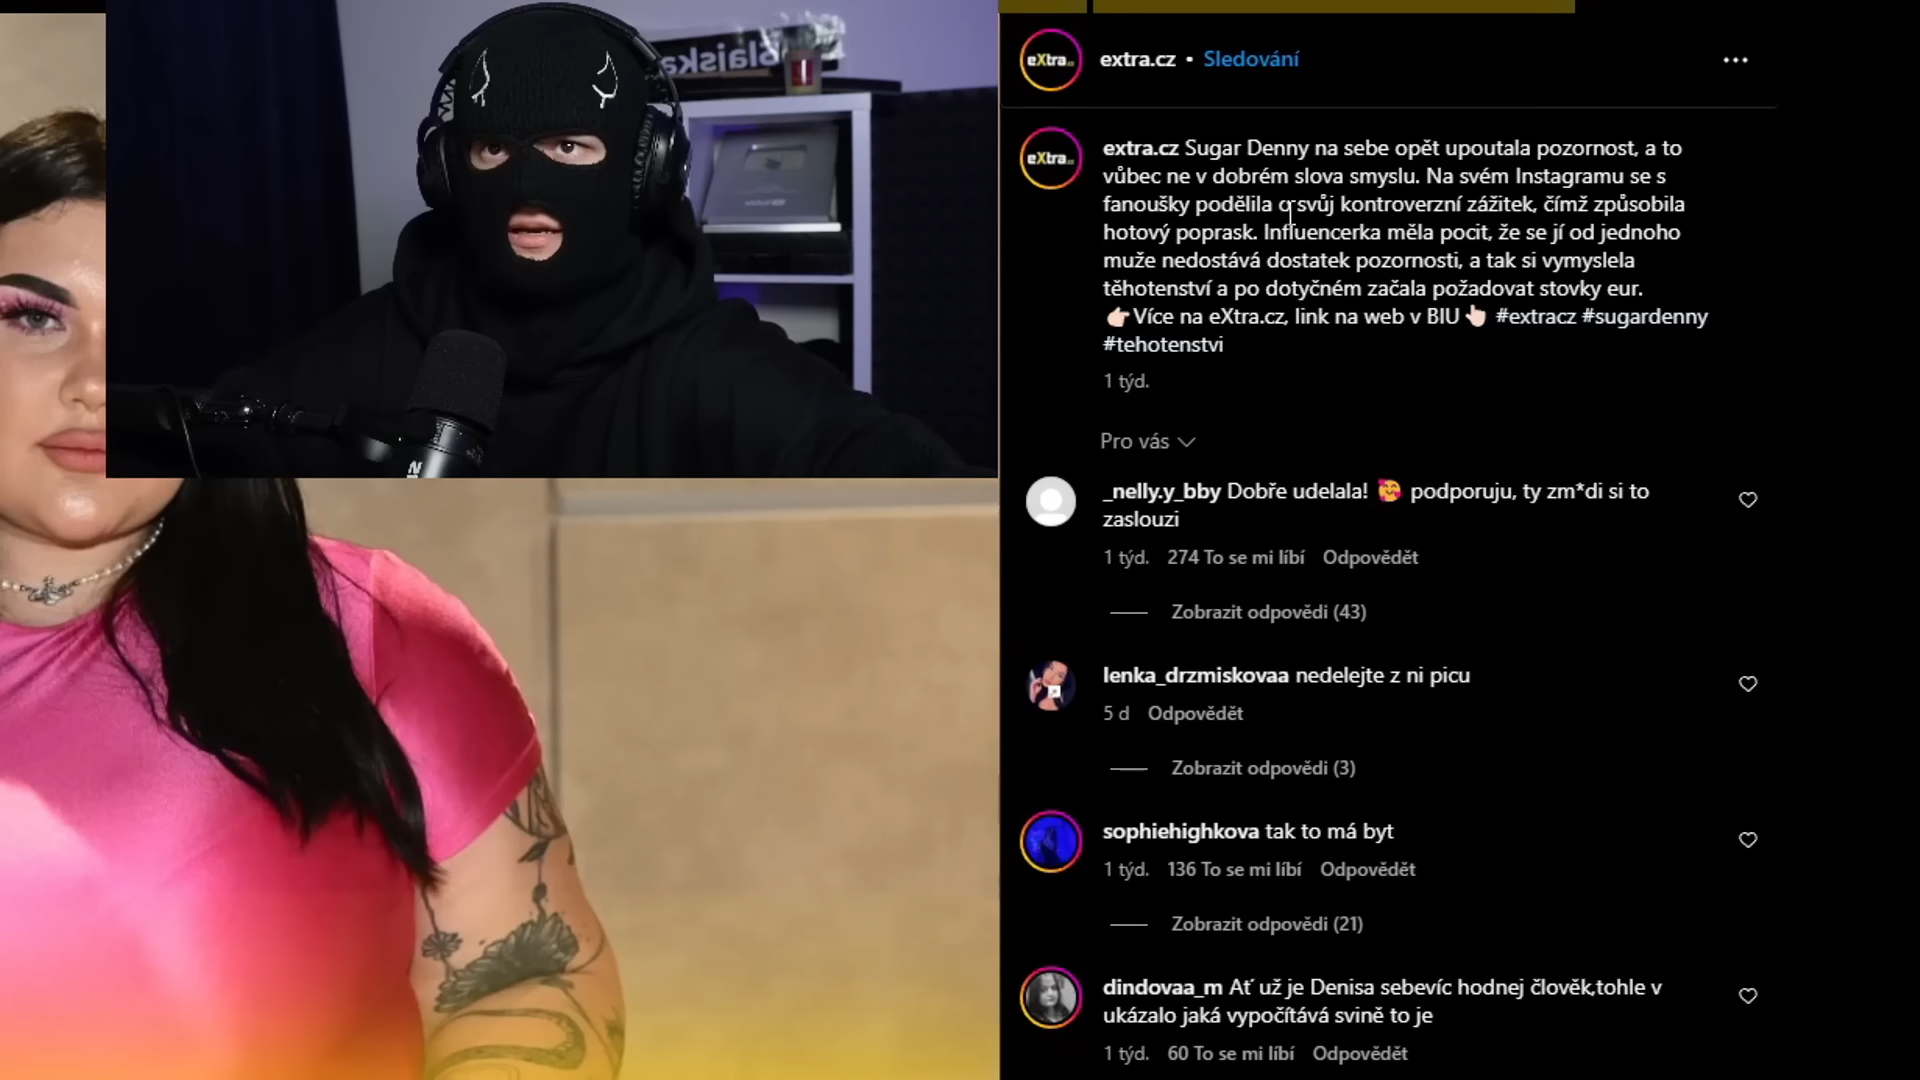 Blaiska
eXtra.cz
extra.cz • Sledování
eXtra.cz
extra.cz Sugar Denny na sebe opět upoutala pozornost, a to
vůbec ne v dobrém slova smyslu. Na svém Instagramu se s
fanoušky podělila o svůj kontroverzní zážitek, čímž způsobila
hotový poprask. Influencerka měla pocit, že se jí od jednoho
muže nedostává dostatek pozornosti, a tak si vymyslela
těhotenství a po dotyčném začala požadovat stovky eur.
👉🏻Více na eXtra.cz, link na web v BIU 👆🏻 #extracz #sugardenny
#tehotenstvi
1 týd.
Pro vás
_nelly.y_bby Dobře udelala! 🥰 podporuju, ty zm*di si to
zaslouzi
1 týd. 274 To se mi líbí Odpovědět
Zobrazit odpovědi (43)
lenka_drzmiskovaa nedelejte z ni picu
5 d Odpovědět
Zobrazit odpovědi (3)
sophiehighkova tak to má byt
1 týd. 136 To se mi líbí Odpovědět
Zobrazit odpovědi (21)
dindovaa_m Ať už je Denisa sebevíc hodnej člověk,tohle v
ukázalo jaká vypočítává svině to je
1 týd. 60 To se mi líbí Odpovědět